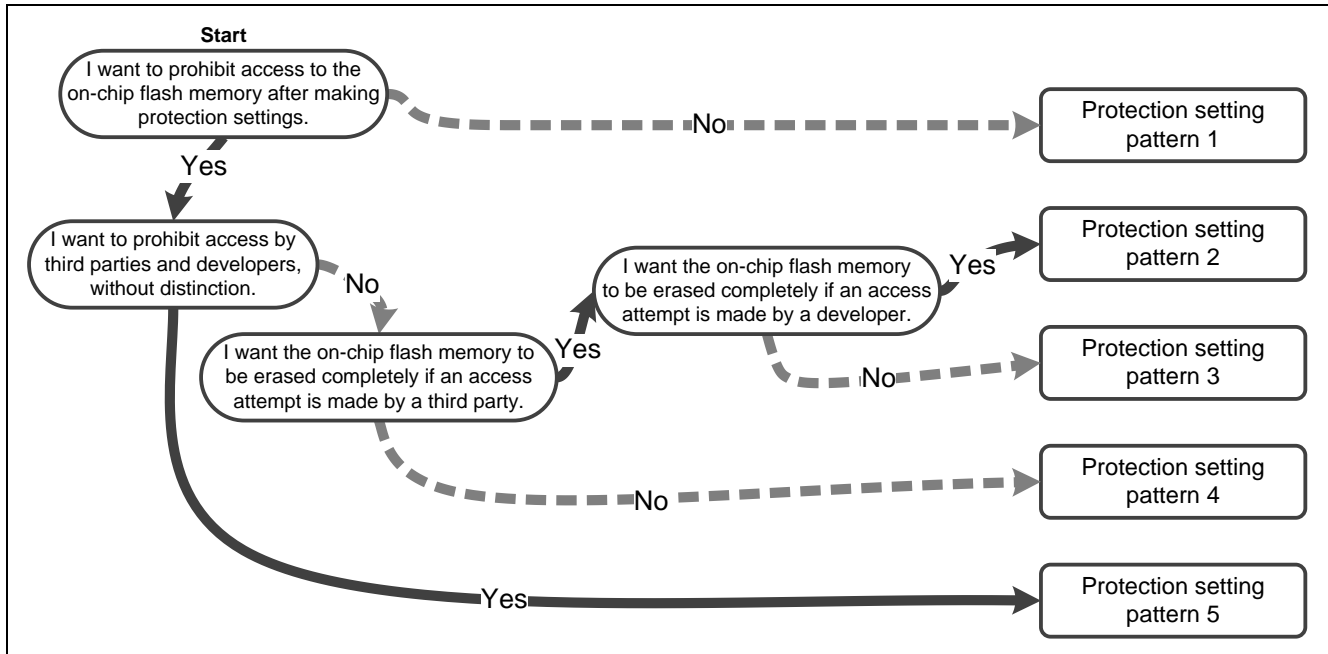 Start
I want to prohibit access to the
on-chip flash memory after making
protection settings.
No
Protection setting
pattern 1
Yes
I want to prohibit access by
third parties and developers,
without distinction.
No
I want the on-chip flash memory to
be erased completely if an access
attempt is made by a third party.
Yes
I want the on-chip flash memory
to be erased completely if an access
attempt is made by a developer.
Yes
Protection setting
pattern 2
No
Protection setting
pattern 3
No
Protection setting
pattern 4
Yes
Protection setting
pattern 5